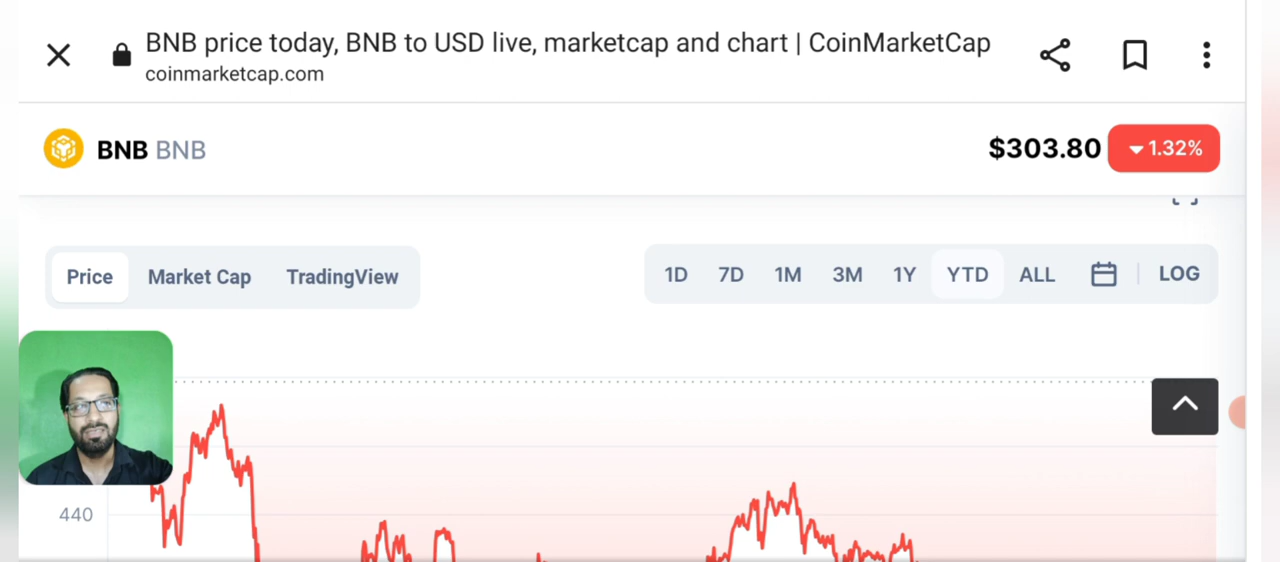 BNB price today, BNB to USD live, marketcap and chart | CoinMarketCap
coinmarketcap.com
BNB BNB
$303.80 1.32%
Price Market Cap TradingView
1D 7D 1M 3M 1Y YTD ALL LOG
440